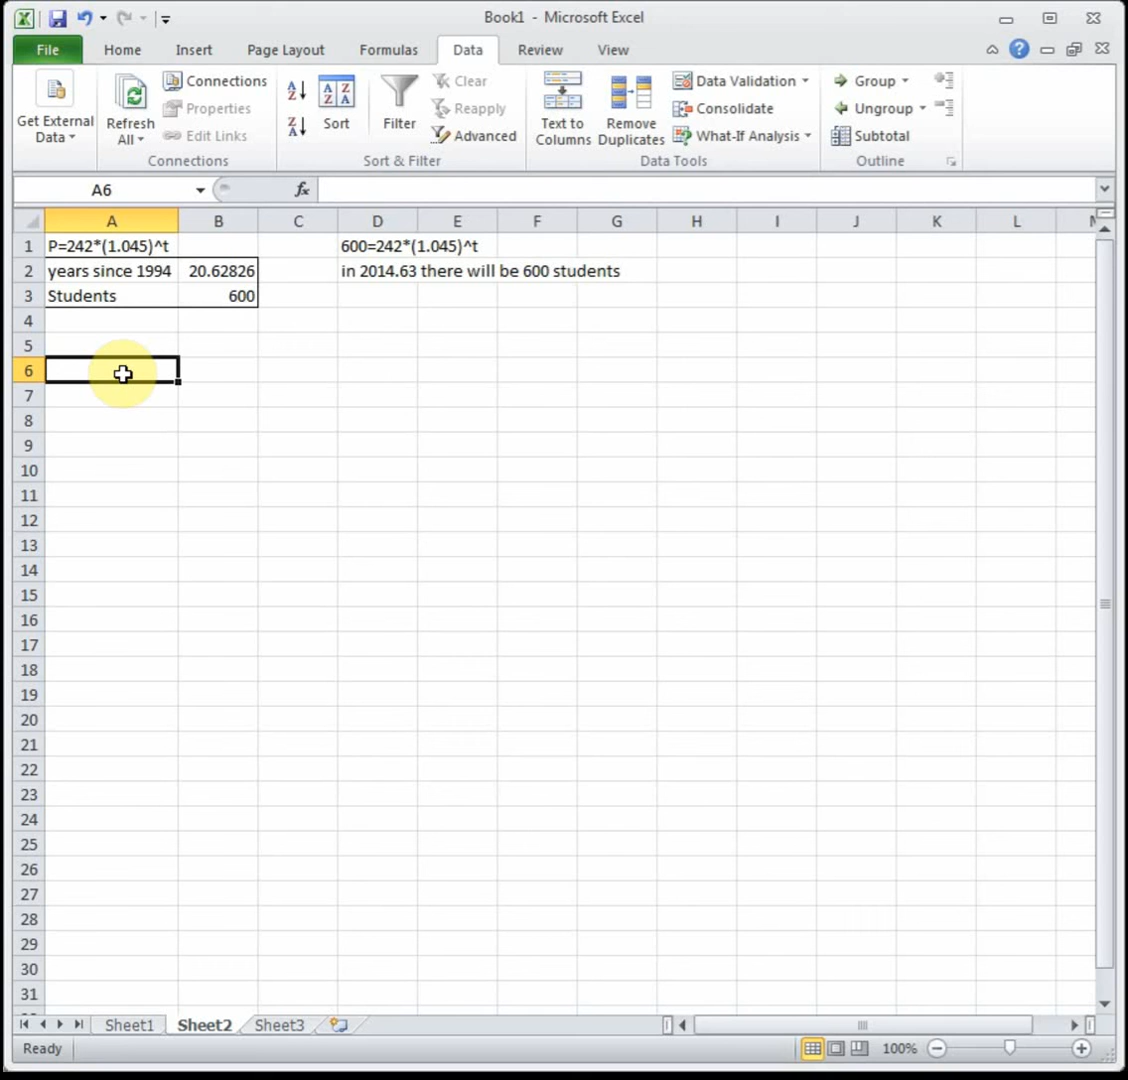 Book1 - Microsoft Excel
File Home Insert Page Layout Formulas Data Review View
Get External Data
Refresh All
Connections
Properties
Edit Links
Connections
Sort
Filter
Clear
Reapply
Advanced
Sort & Filter
Text to Columns
Remove Duplicates
Data Validation
Consolidate
What-If Analysis
Data Tools
Group
Ungroup
Subtotal
Outline
A6 fx
A B C D E F G H I J K L
1 P=242*(1.045)^t 600=242*(1.045)^t
2 years since 1994 20.62826 in 2014.63 there will be 600 students
3 Students 600
4
5
6
7
8
9
10
11
12
13
14
15
16
17
18
19
20
21
22
23
24
25
26
27
28
29
30
31
Sheet1 Sheet2 Sheet3
Ready 100%